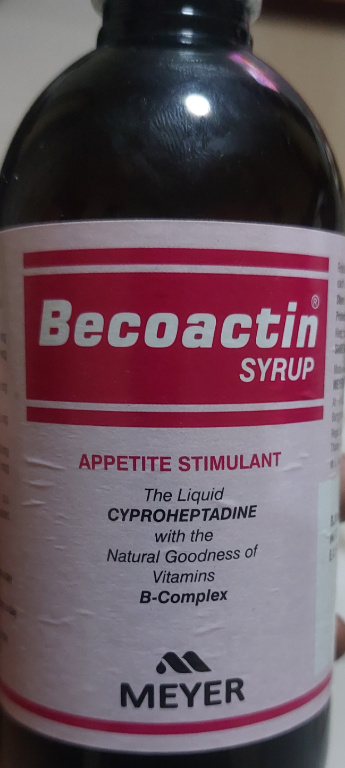 Becoactin®
SYRUP
APPETITE STIMULANT
The Liquid
CYPROHEPTADINE
with the
Natural Goodness of
Vitamins
B-Complex
MEYER